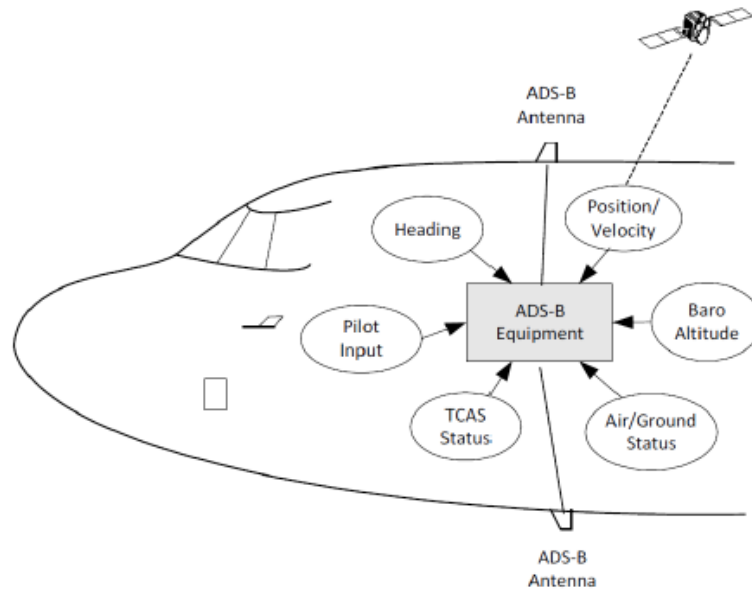 ADS-B
Antenna
Position/
Velocity
Heading
ADS-B
Equipment
Pilot
Input
Baro
Altitude
TCAS
Status
Air/Ground
Status
ADS-B
Antenna